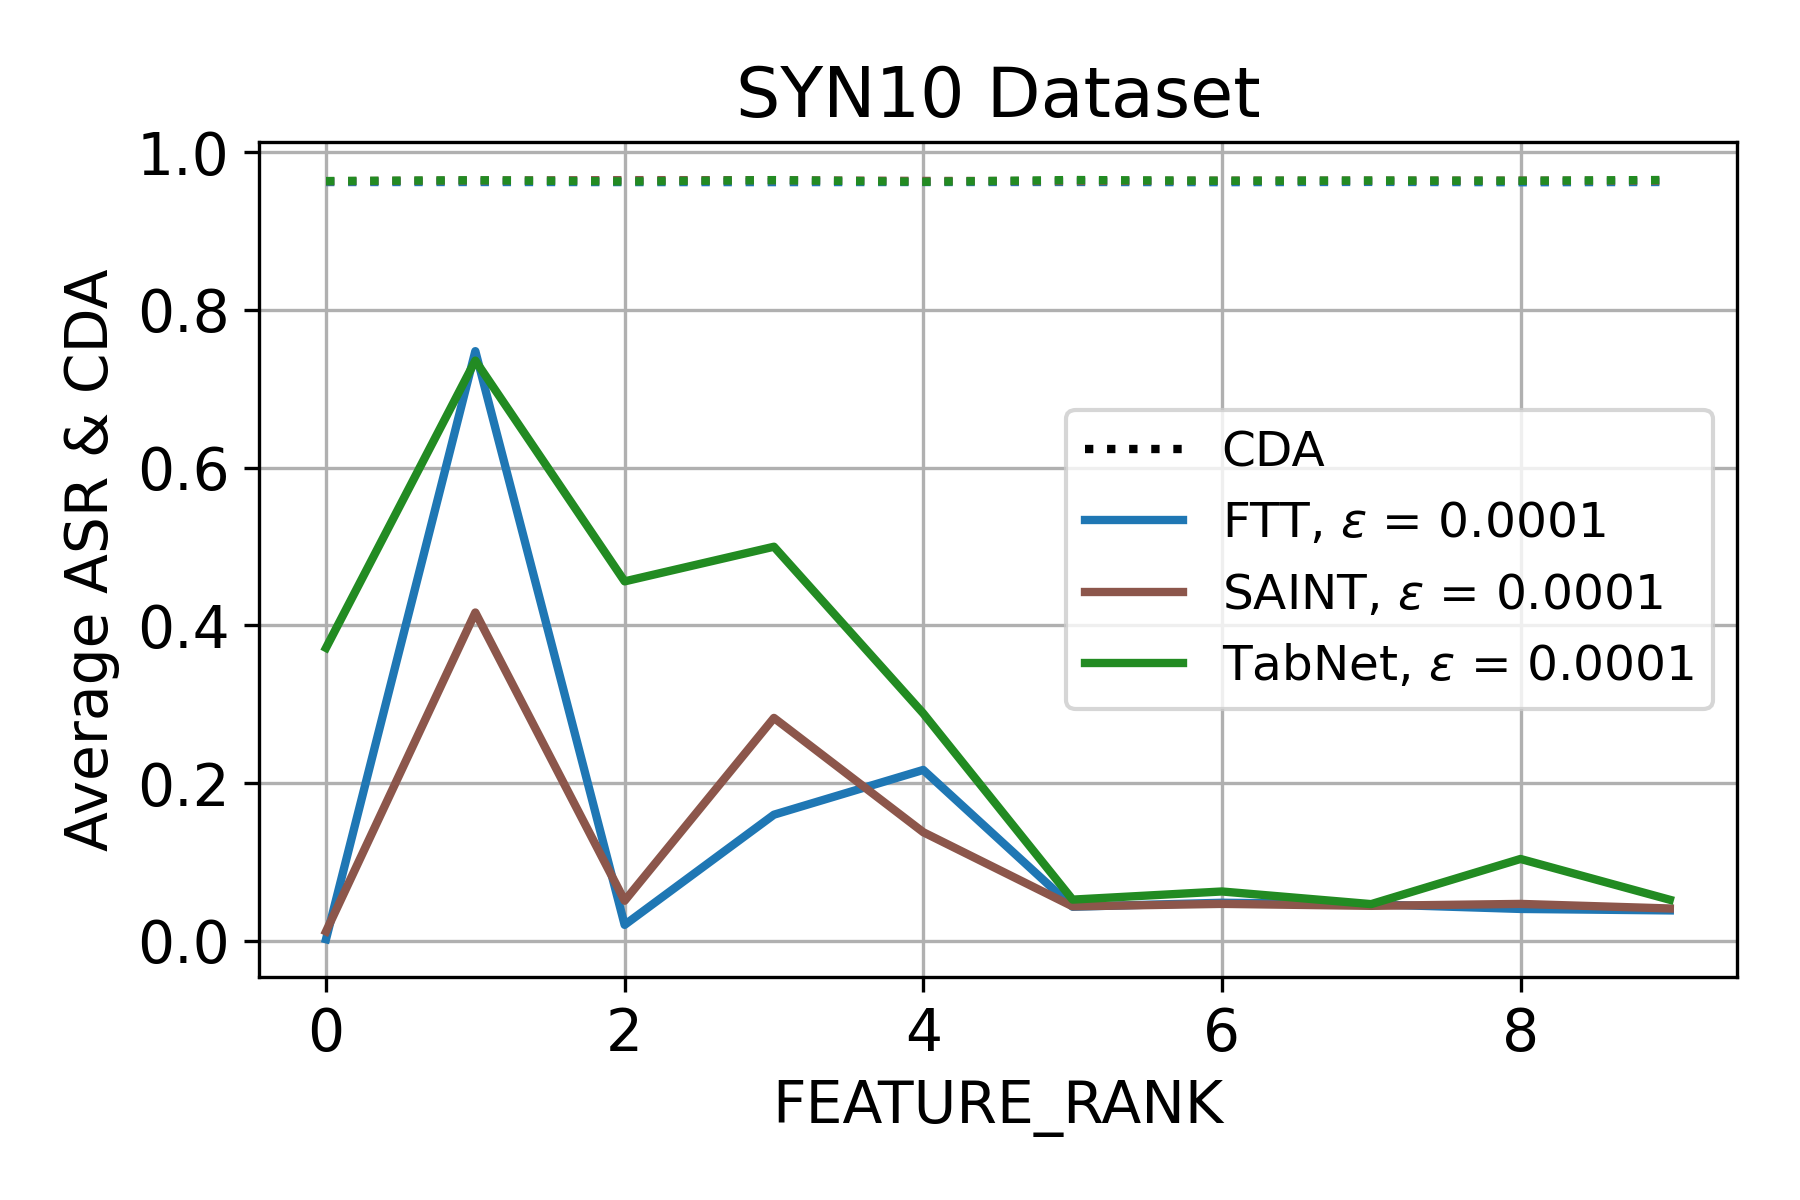 SYN10 Dataset
1.0
0.8
0.6
0.4
0.2
0.0
Average ASR & CDA
CDA
FTT, ε = 0.0001
SAINT, ε = 0.0001
TabNet, ε = 0.0001
0 2 4 6 8
FEATURE_RANK